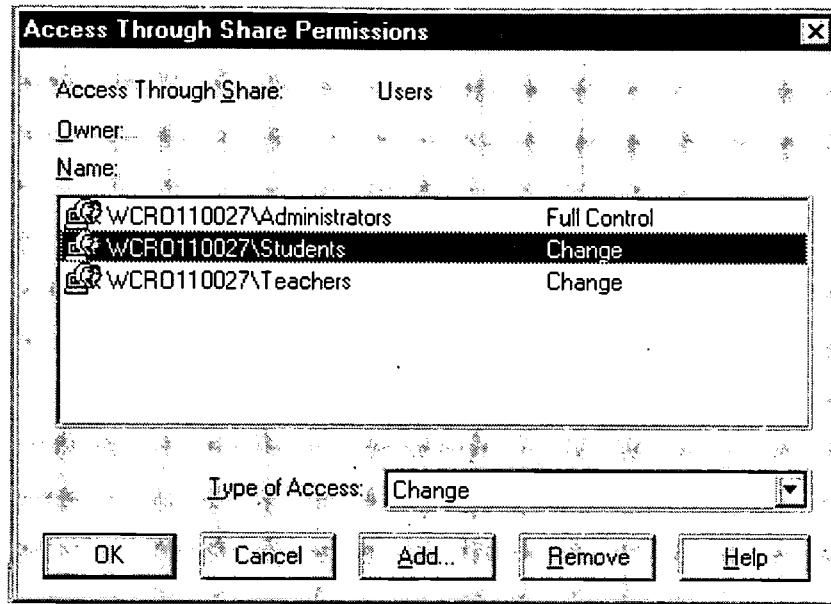 Access Through Share Permissions
Access Through Share: Users
Owner:
Name:
WCRO110027\Administrators Full Control
WCRO110027\Students Change
WCRO110027\Teachers Change
Type of Access: Change
OK Cancel Add... Remove Help